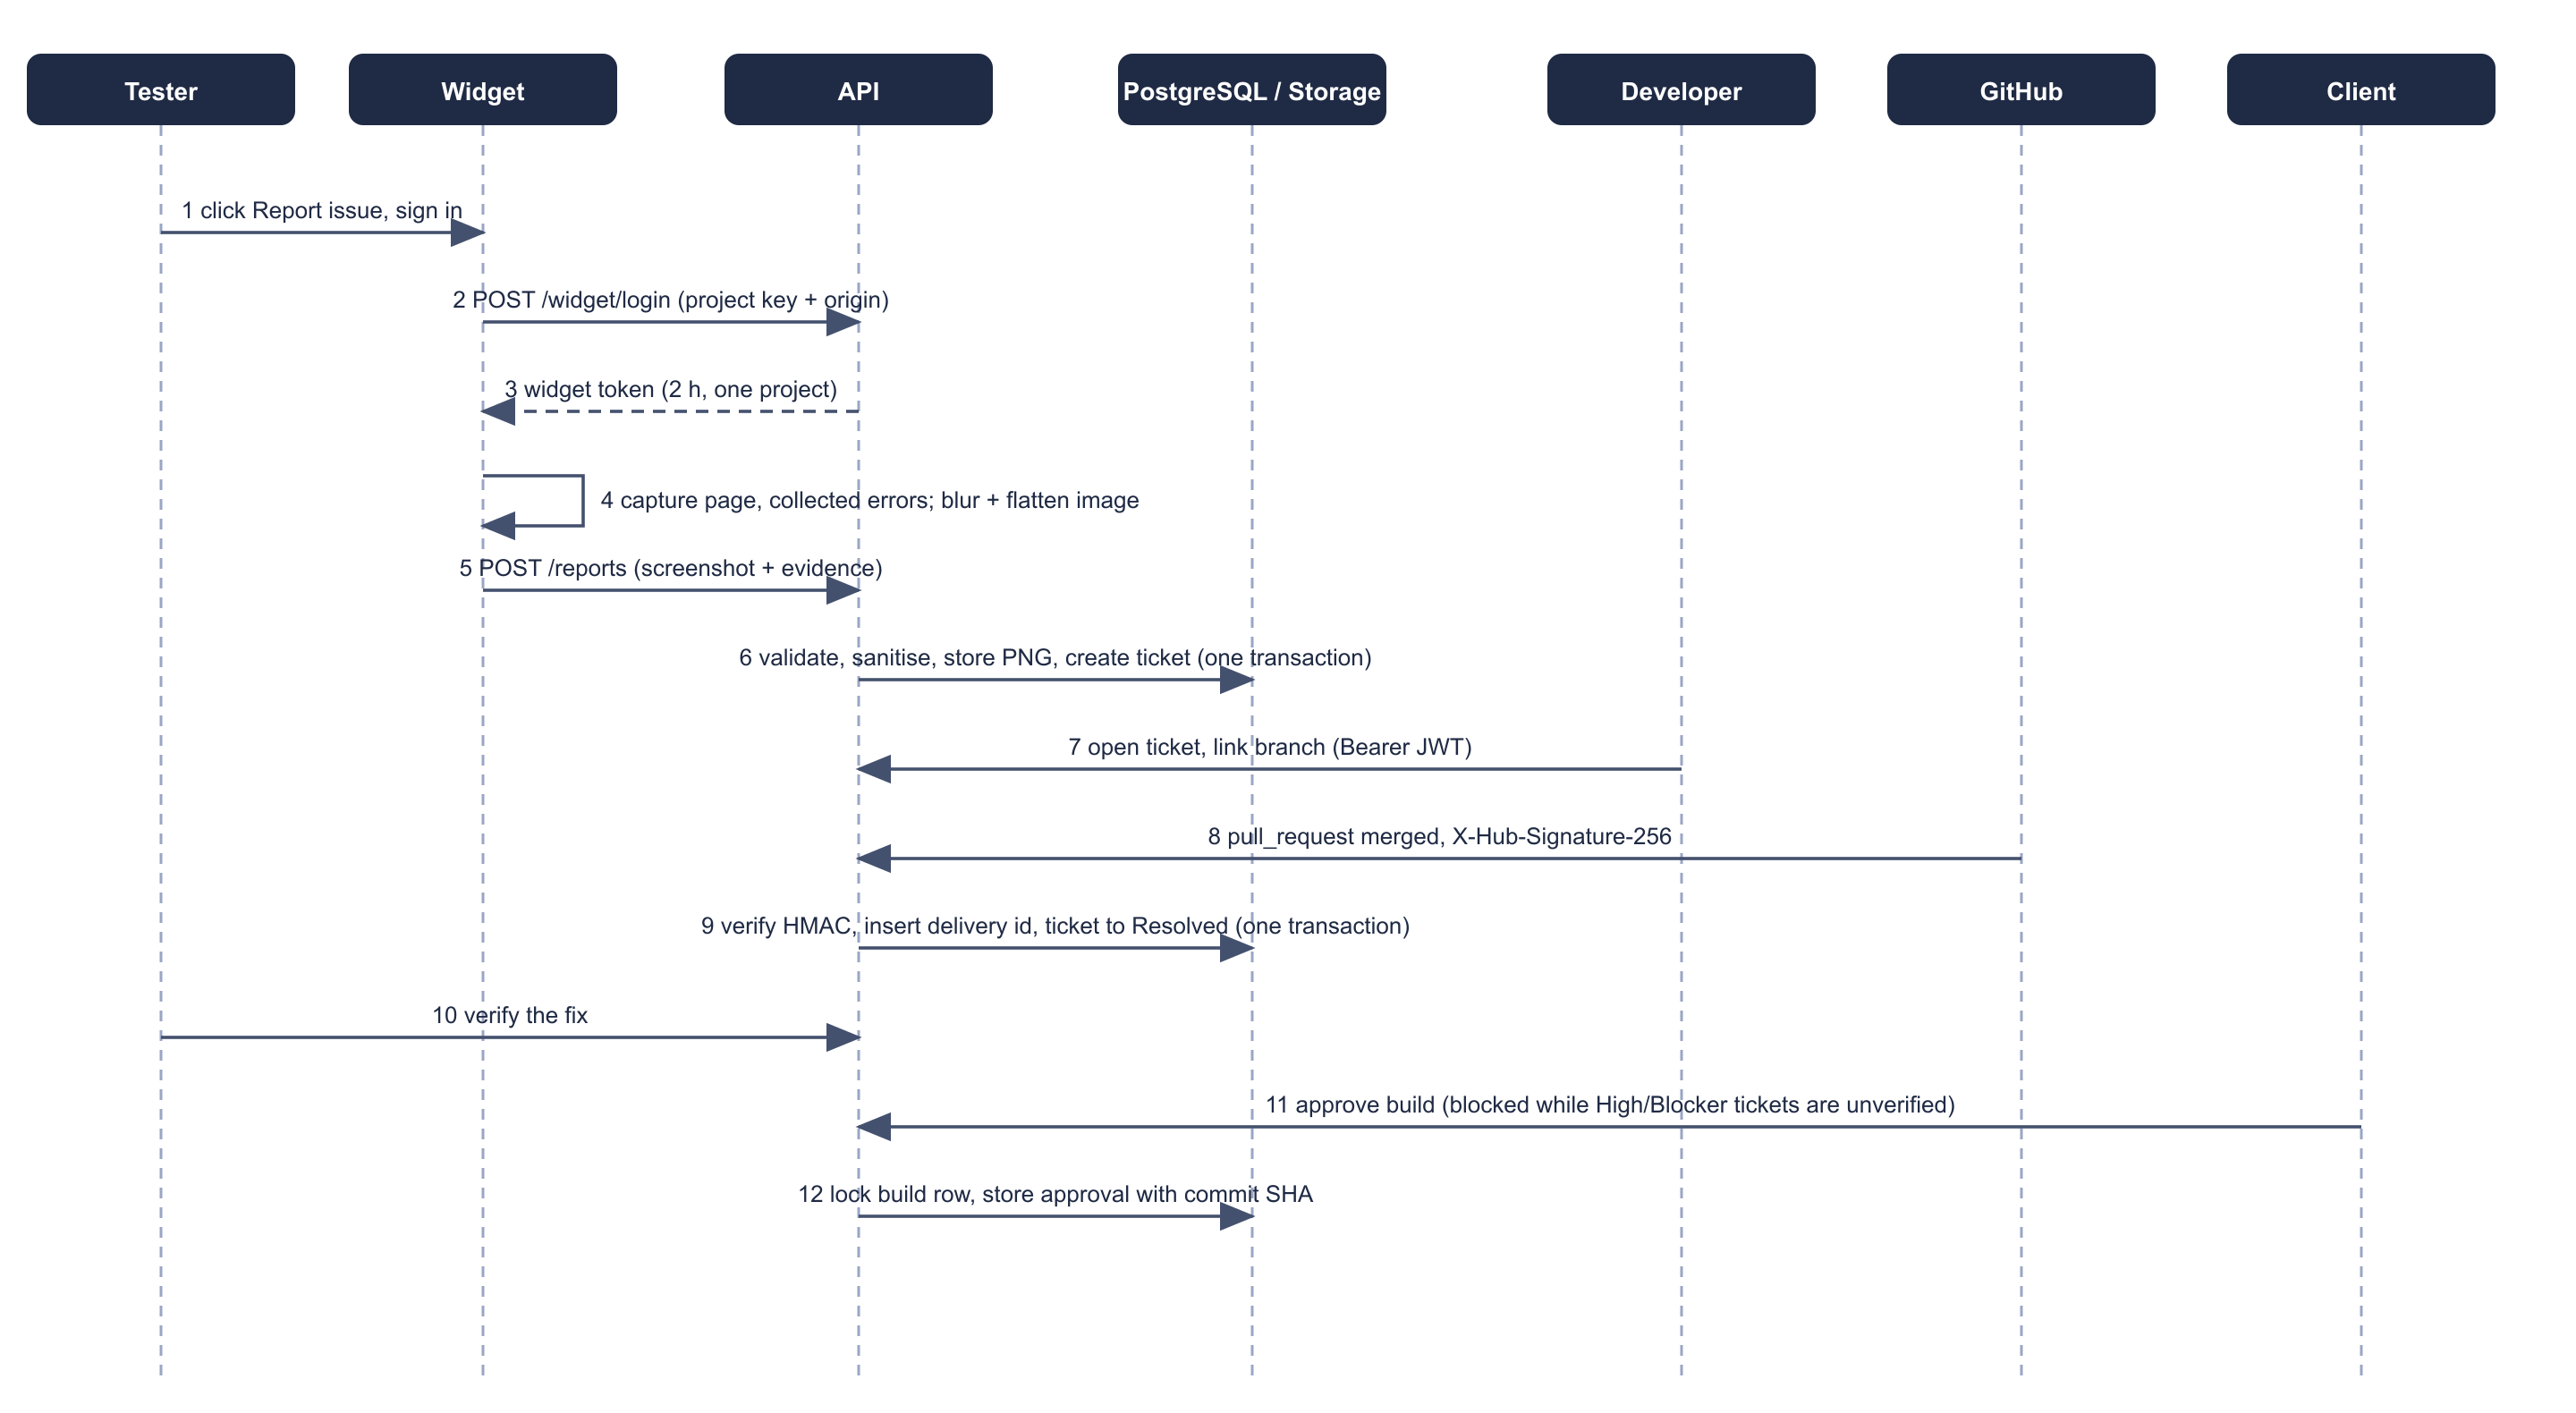 Tester
Widget
API
PostgreSQL / Storage
Developer
GitHub
Client
1 click Report issue, sign in
2 POST /widget/login (project key + origin)
3 widget token (2 h, one project)
4 capture page, collected errors; blur + flatten image
5 POST /reports (screenshot + evidence)
6 validate, sanitise, store PNG, create ticket (one transaction)
7 open ticket, link branch (Bearer JWT)
8 pull_request merged, X-Hub-Signature-256
9 verify HMAC, insert delivery id, ticket to Resolved (one transaction)
10 verify the fix
11 approve build (blocked while High/Blocker tickets are unverified)
12 lock build row, store approval with commit SHA